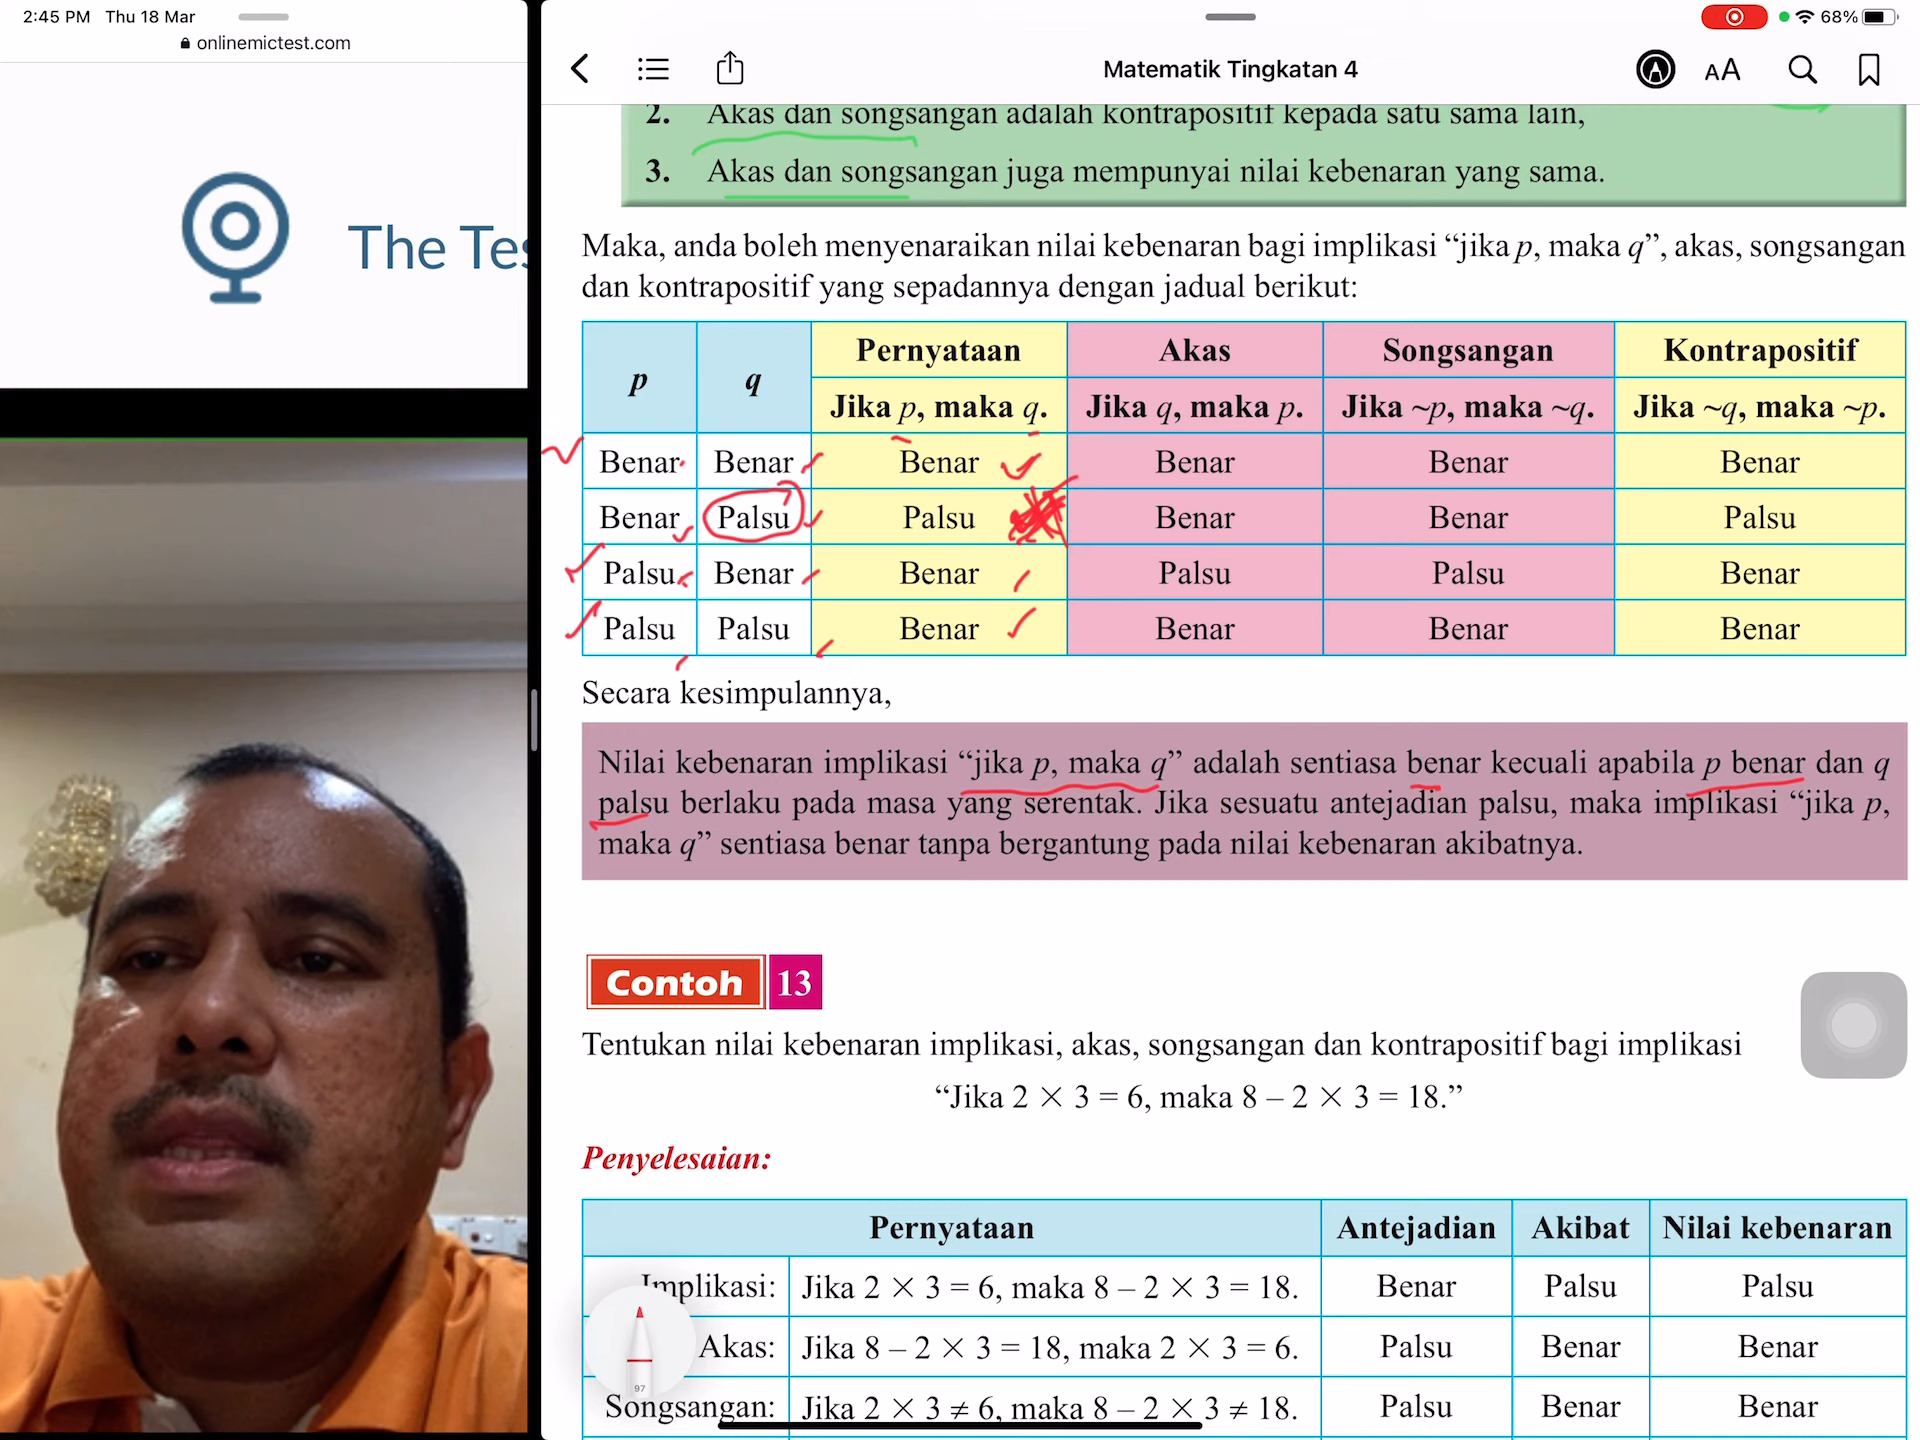 2:45 PM Thu 18 Mar
onlinemictest.com
The Tes
68%
Matematik Tingkatan 4
AA
2. Akas dan songsangan adalah kontrapositif kepada satu sama lain,
3. Akas dan songsangan juga mempunyai nilai kebenaran yang sama.
Maka, anda boleh menyenaraikan nilai kebenaran bagi implikasi “jika p, maka q”, akas, songsangan
dan kontrapositif yang sepadannya dengan jadual berikut:
p q Pernyataan Akas Songsangan Kontrapositif
Jika p, maka q. Jika q, maka p. Jika ~p, maka ~q. Jika ~q, maka ~p.
Benar Benar Benar Benar Benar Benar
Benar Palsu Palsu Benar Benar Palsu
Palsu Benar Benar Palsu Palsu Benar
Palsu Palsu Benar Benar Benar Benar
Secara kesimpulannya,
Nilai kebenaran implikasi “jika p, maka q” adalah sentiasa benar kecuali apabila p benar dan q
palsu berlaku pada masa yang serentak. Jika sesuatu antejadian palsu, maka implikasi “jika p,
maka q” sentiasa benar tanpa bergantung pada nilai kebenaran akibatnya.
Contoh 13
Tentukan nilai kebenaran implikasi, akas, songsangan dan kontrapositif bagi implikasi
“Jika 2 × 3 = 6, maka 8 – 2 × 3 = 18.”
Penyelesaian:
Pernyataan Antejadian Akibat Nilai kebenaran
Implikasi: Jika 2 × 3 = 6, maka 8 – 2 × 3 = 18. Benar Palsu Palsu
Akas: Jika 8 – 2 × 3 = 18, maka 2 × 3 = 6. Palsu Benar Benar
97
Songsangan: Jika 2 × 3 ≠ 6, maka 8 – 2 × 3 ≠ 18. Palsu Benar Benar